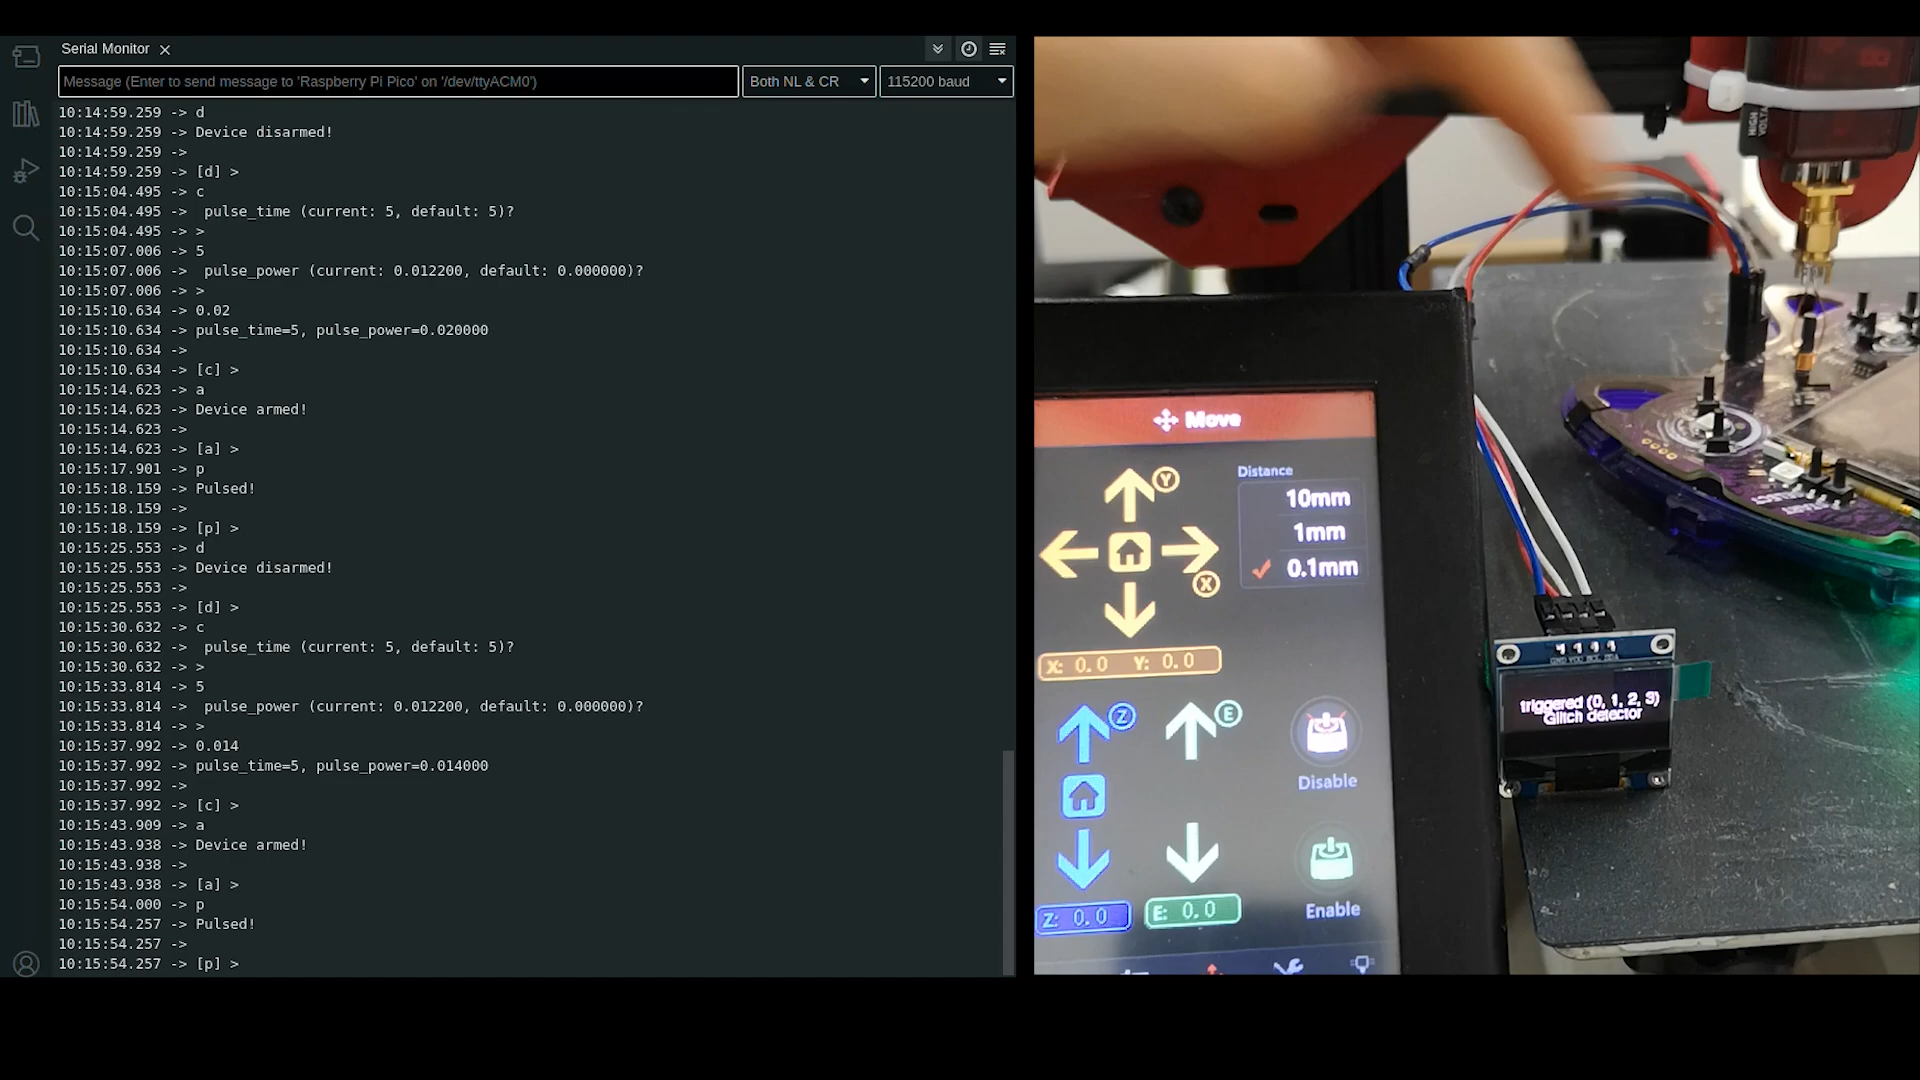 Serial Monitor
Message (Enter to send message to 'Raspberry Pi Pico' on '/dev/ttyACM0')
Both NL & CR
115200 baud
10:14:59.259 -> d
10:14:59.259 -> Device disarmed!
10:14:59.259 ->
10:14:59.259 -> [d] >
10:15:04.495 -> c
10:15:04.495 ->  pulse_time (current: 5, default: 5)?
10:15:04.495 -> >
10:15:07.006 -> 5
10:15:07.006 ->  pulse_power (current: 0.012200, default: 0.000000)?
10:15:07.006 -> >
10:15:10.634 -> 0.02
10:15:10.634 -> pulse_time=5, pulse_power=0.020000
10:15:10.634 ->
10:15:10.634 -> [c] >
10:15:14.623 -> a
10:15:14.623 -> Device armed!
10:15:14.623 ->
10:15:14.623 -> [a] >
10:15:17.901 -> p
10:15:18.159 -> Pulsed!
10:15:18.159 ->
10:15:18.159 -> [p] >
10:15:25.553 -> d
10:15:25.553 -> Device disarmed!
10:15:25.553 ->
10:15:25.553 -> [d] >
10:15:30.632 -> c
10:15:30.632 ->  pulse_time (current: 5, default: 5)?
10:15:30.632 -> >
10:15:33.814 -> 5
10:15:33.814 ->  pulse_power (current: 0.012200, default: 0.000000)?
10:15:33.814 -> >
10:15:37.992 -> 0.014
10:15:37.992 -> pulse_time=5, pulse_power=0.014000
10:15:37.992 ->
10:15:37.992 -> [c] >
10:15:43.909 -> a
10:15:43.938 -> Device armed!
10:15:43.938 ->
10:15:43.938 -> [a] >
10:15:54.000 -> p
10:15:54.257 -> Pulsed!
10:15:54.257 ->
10:15:54.257 -> [p] >
HIGH
VOLTA
Move
Y
X
Distance
10mm
1mm
0.1mm
X: 0.0 Y: 0.0
Z
E
Disable
Enable
Z: 0.0
E: 0.0
SELECT
START
GND VCC SCL SDA
triggered (0, 1, 2, 3)
Glitch detector